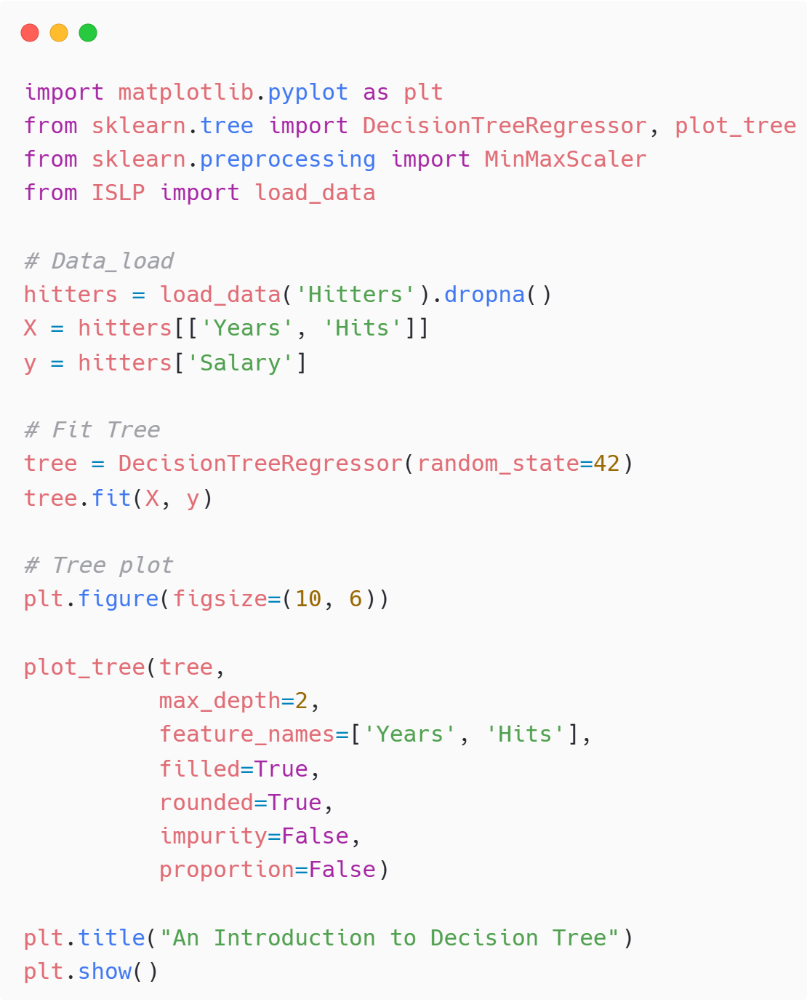 import matplotlib.pyplot as plt
from sklearn.tree import DecisionTreeRegressor, plot_tree
from sklearn.preprocessing import MinMaxScaler
from ISLP import load_data

# Data_load
hitters = load_data('Hitters').dropna()
X = hitters[['Years', 'Hits']]
y = hitters['Salary']

# Fit Tree
tree = DecisionTreeRegressor(random_state=42)
tree.fit(X, y)

# Tree plot
plt.figure(figsize=(10, 6))

plot_tree(tree,
          max_depth=2,
          feature_names=['Years', 'Hits'],
          filled=True,
          rounded=True,
          impurity=False,
          proportion=False)

plt.title("An Introduction to Decision Tree")
plt.show()